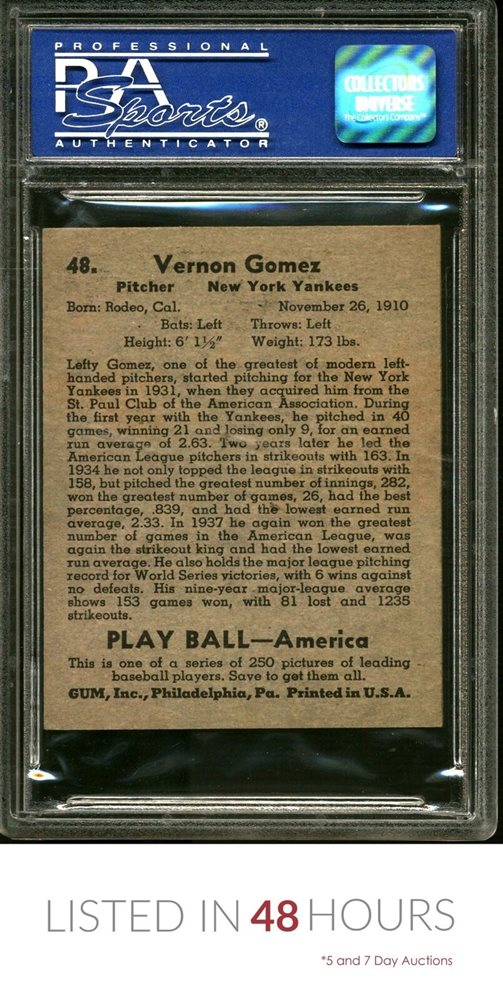 PROFESSIONAL
PSA
Sports®
AUTHENTICATOR
COLLECTORS
UNIVERSE
The Collectors Company™
48. Vernon Gomez
Pitcher New York Yankees
Born: Rodeo, Cal. November 26, 1910
Bats: Left Throws: Left
Height: 6' 1½" Weight: 173 lbs.
Lefty Gomez, one of the greatest of modern left-
handed pitchers, started pitching for the New York
Yankees in 1931, when they acquired him from the
St. Paul Club of the American Association. During
the first year with the Yankees, he pitched in 40
games, winning 21 and losing only 9, for an earned
run average of 2.63. Two years later he led the
American League pitchers in strikeouts with 163. In
1934 he not only topped the league in strikeouts with
158, but pitched the greatest number of innings, 282,
won the greatest number of games, 26, had the best
percentage, .839, and had the lowest earned run
average, 2.33. In 1937 he again won the greatest
number of games in the American League, was
again the strikeout king and had the lowest earned
run average. He also holds the major league pitching
record for World Series victories, with 6 wins against
no defeats. His nine-year major-league average
shows 153 games won, with 81 lost and 1235
strikeouts.
PLAY BALL—America
This is one of a series of 250 pictures of leading
baseball players. Save to get them all.
GUM, Inc., Philadelphia, Pa. Printed in U.S.A.
LISTED IN 48 HOURS
*5 and 7 Day Auctions